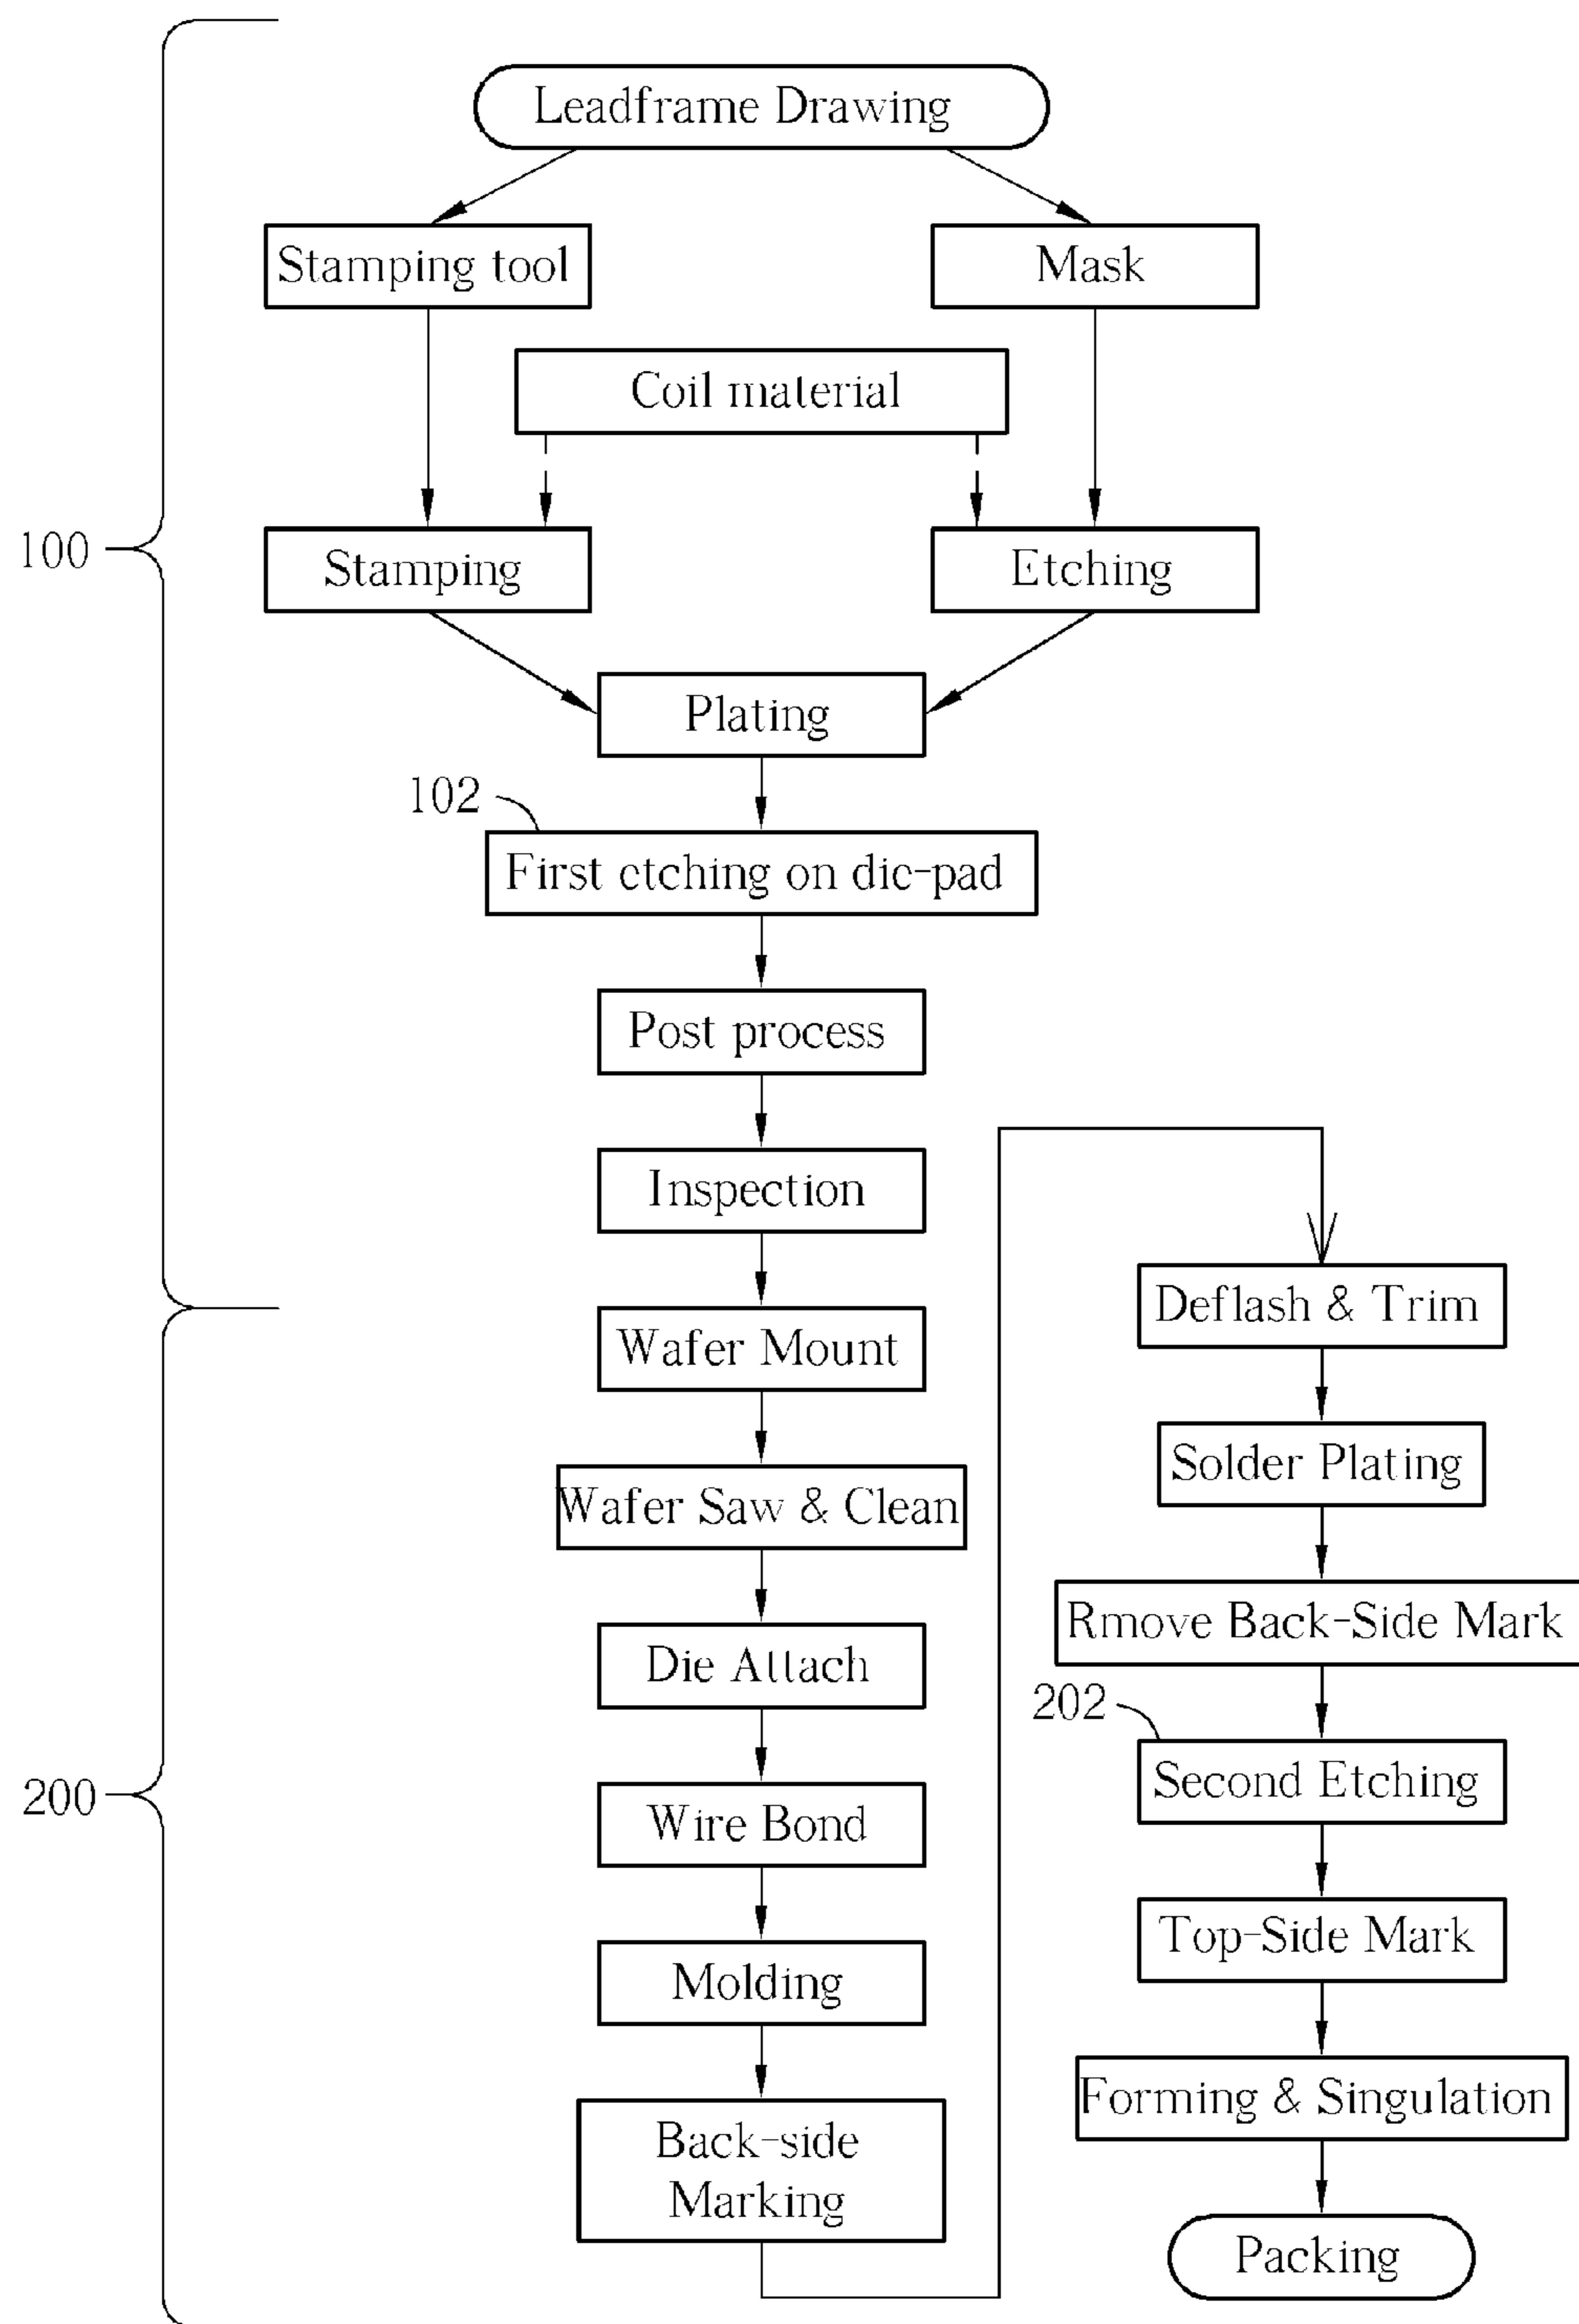 Leadframe Drawing
Stamping tool
Mask
Coil material
100
Stamping
Etching
Plating
102
First etching on die-pad
Post process
Inspection
Wafer Mount
Wafer Saw & Clean
Die Attach
200
Wire Bond
Molding
Back-side
Marking
Deflash & Trim
Solder Plating
Rmove Back-Side Mark
202
Second Etching
Top-Side Mark
Forming & Singulation
Packing